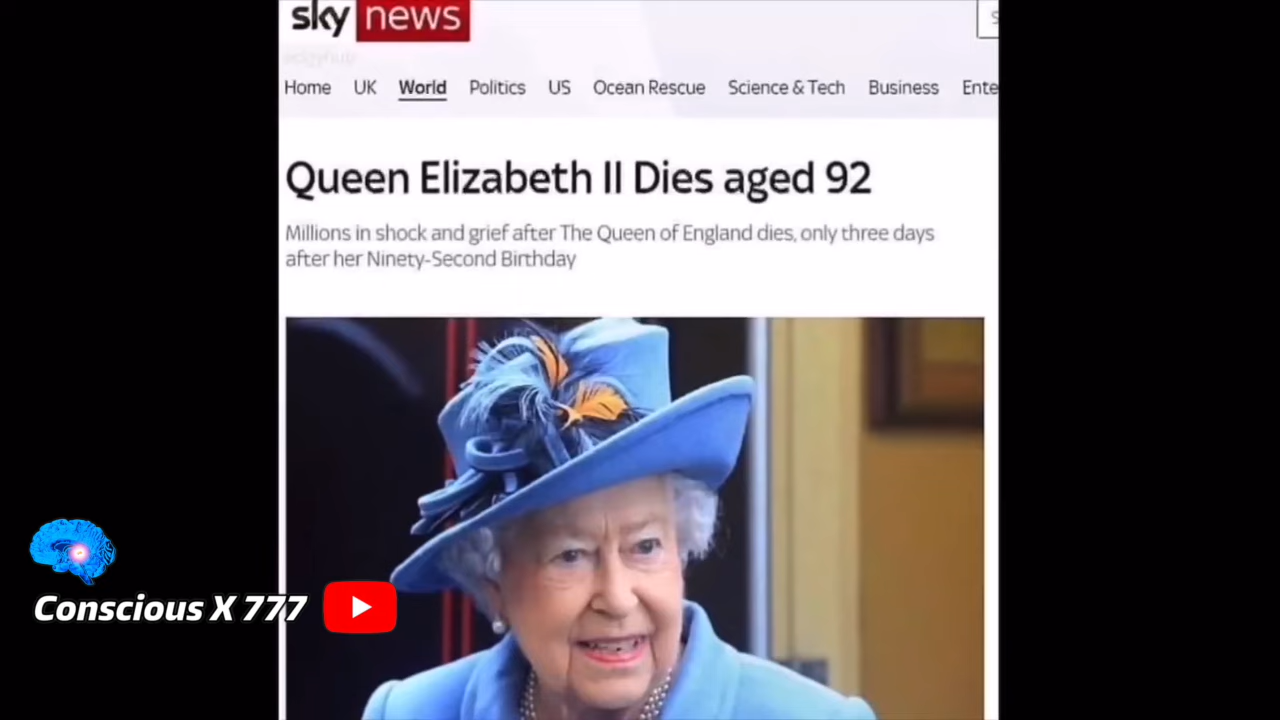 sky news
Home UK World Politics US Ocean Rescue Science & Tech Business Ente
Queen Elizabeth II Dies aged 92
Millions in shock and grief after The Queen of England dies, only three days
after her Ninety-Second Birthday
Conscious X 777